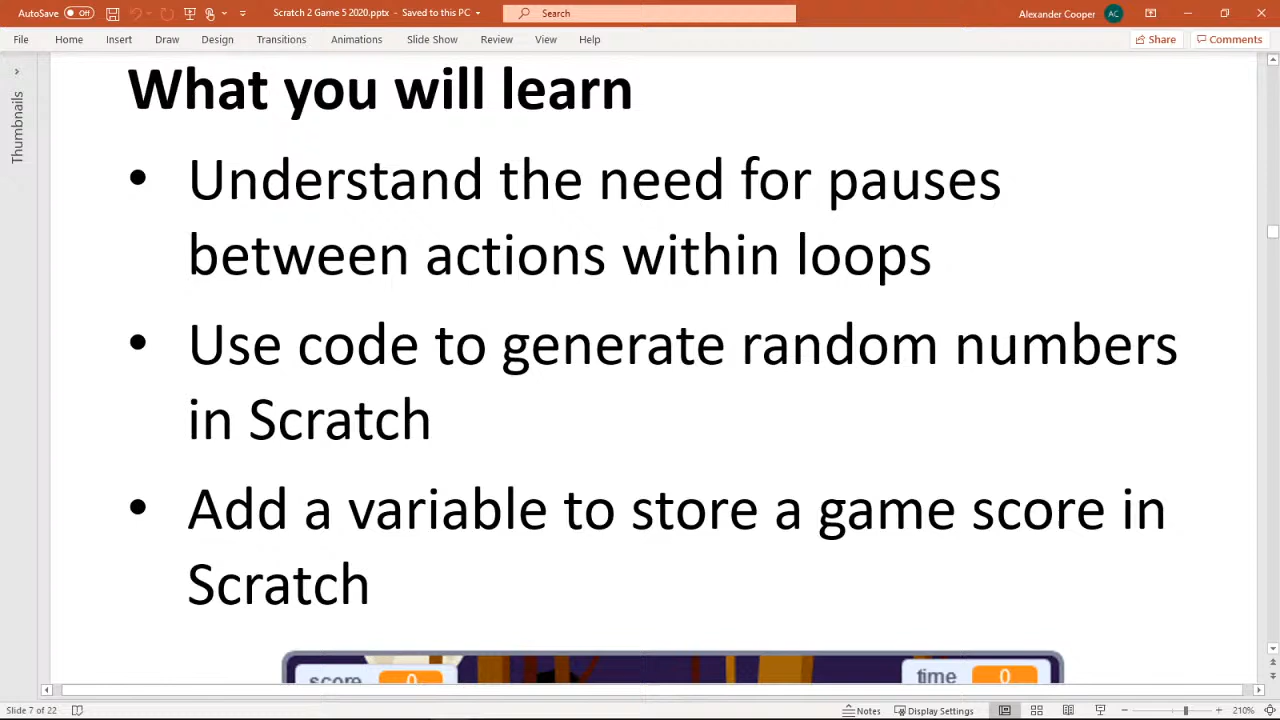 AutoSave Off Scratch 2 Game 5 2020.pptx - Saved to this PC Search Alexander Cooper AC
File Home Insert Draw Design Transitions Animations Slide Show Review View Help Share Comments
Thumbnails
What you will learn
• Understand the need for pauses
between actions within loops
• Use code to generate random numbers
in Scratch
• Add a variable to store a game score in
Scratch
score 0 time 0
Slide 7 of 22 Notes Display Settings 210%